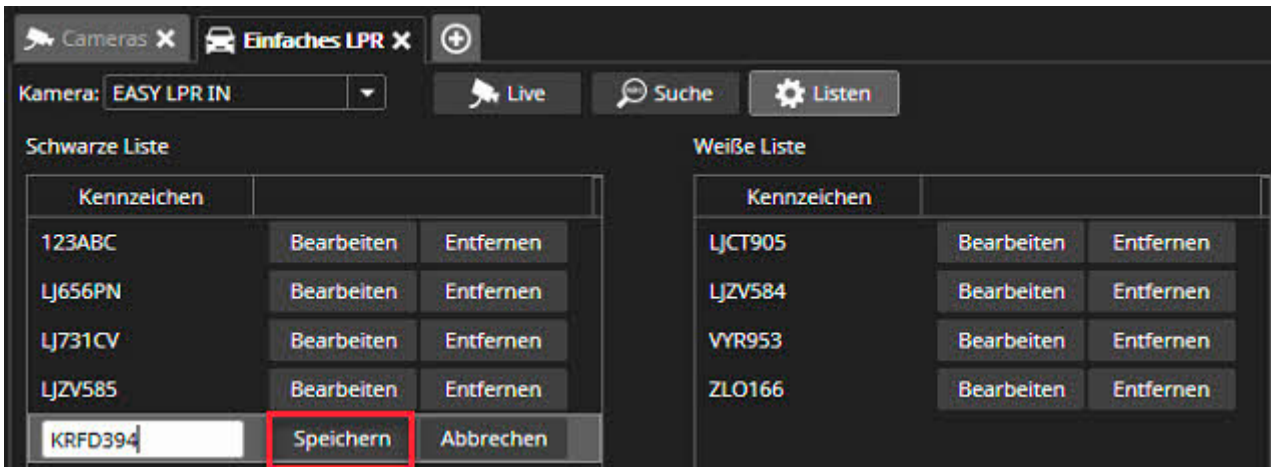 Cameras Einfaches LPR
Kamera: EASY LPR IN Live Suche Listen
Schwarze Liste Weiße Liste
Kennzeichen Kennzeichen
123ABC Bearbeiten Entfernen LJCT905 Bearbeiten Entfernen
LJ656PN Bearbeiten Entfernen LJZV584 Bearbeiten Entfernen
LJ731CV Bearbeiten Entfernen VYR953 Bearbeiten Entfernen
LJZV585 Bearbeiten Entfernen ZLO166 Bearbeiten Entfernen
KRFD394 Speichern Abbrechen